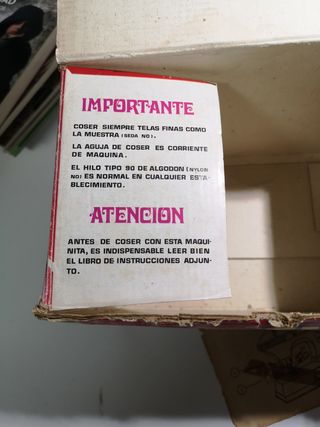 IMPORTANTE
COSER SIEMPRE TELAS FINAS COMO
LA MUESTRA (SEDA NO).
LA AGUJA DE COSER ES CORRIENTE
DE MAQUINA.
EL HILO TIPO 90 DE ALGODON (NYLON
NO) ES NORMAL EN CUALQUIER ESTA-
BLECIMIENTO.
ATENCION
ANTES DE COSER CON ESTA MAQUI-
NITA, ES INDISPENSABLE LEER BIEN
EL LIBRO DE INSTRUCCIONES ADJUN-
TO.